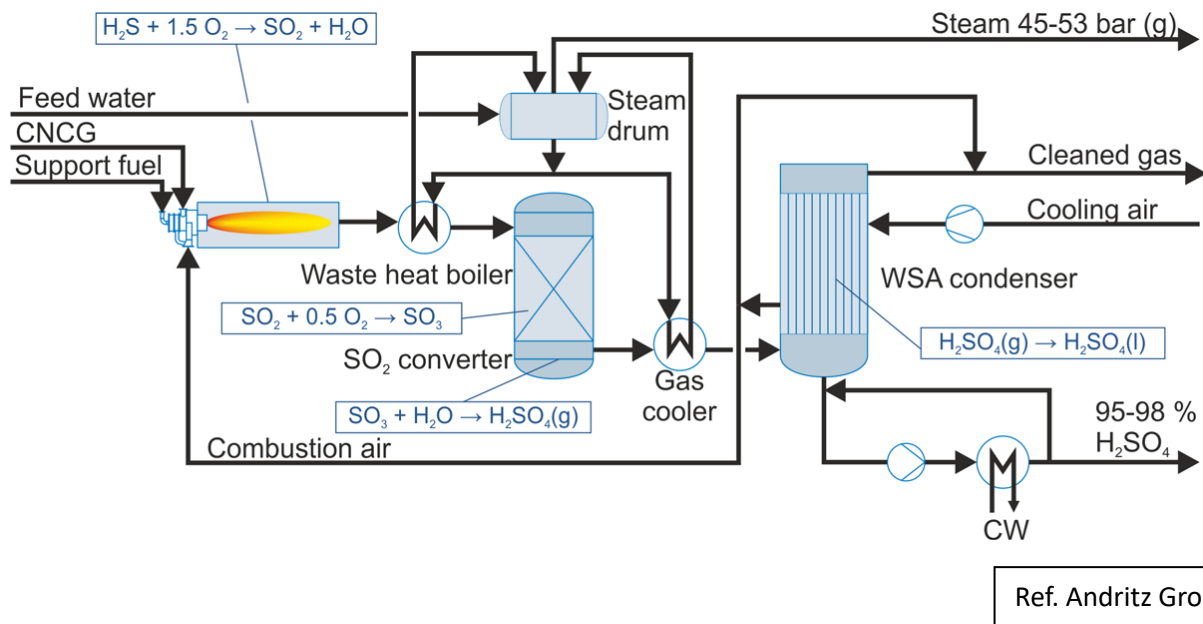 H₂S + 1.5 O₂ → SO₂ + H₂O
Steam 45-53 bar (g)
Feed water
Steam
drum
CNCG
Support fuel
Cleaned gas
Cooling air
Waste heat boiler
WSA condenser
SO₂ + 0.5 O₂ → SO₃
H₂SO₄(g) → H₂SO₄(l)
SO₂ converter
Gas
cooler
SO₃ + H₂O → H₂SO₄(g)
95-98 %
H₂SO₄
Combustion air
CW
Ref. Andritz Gro